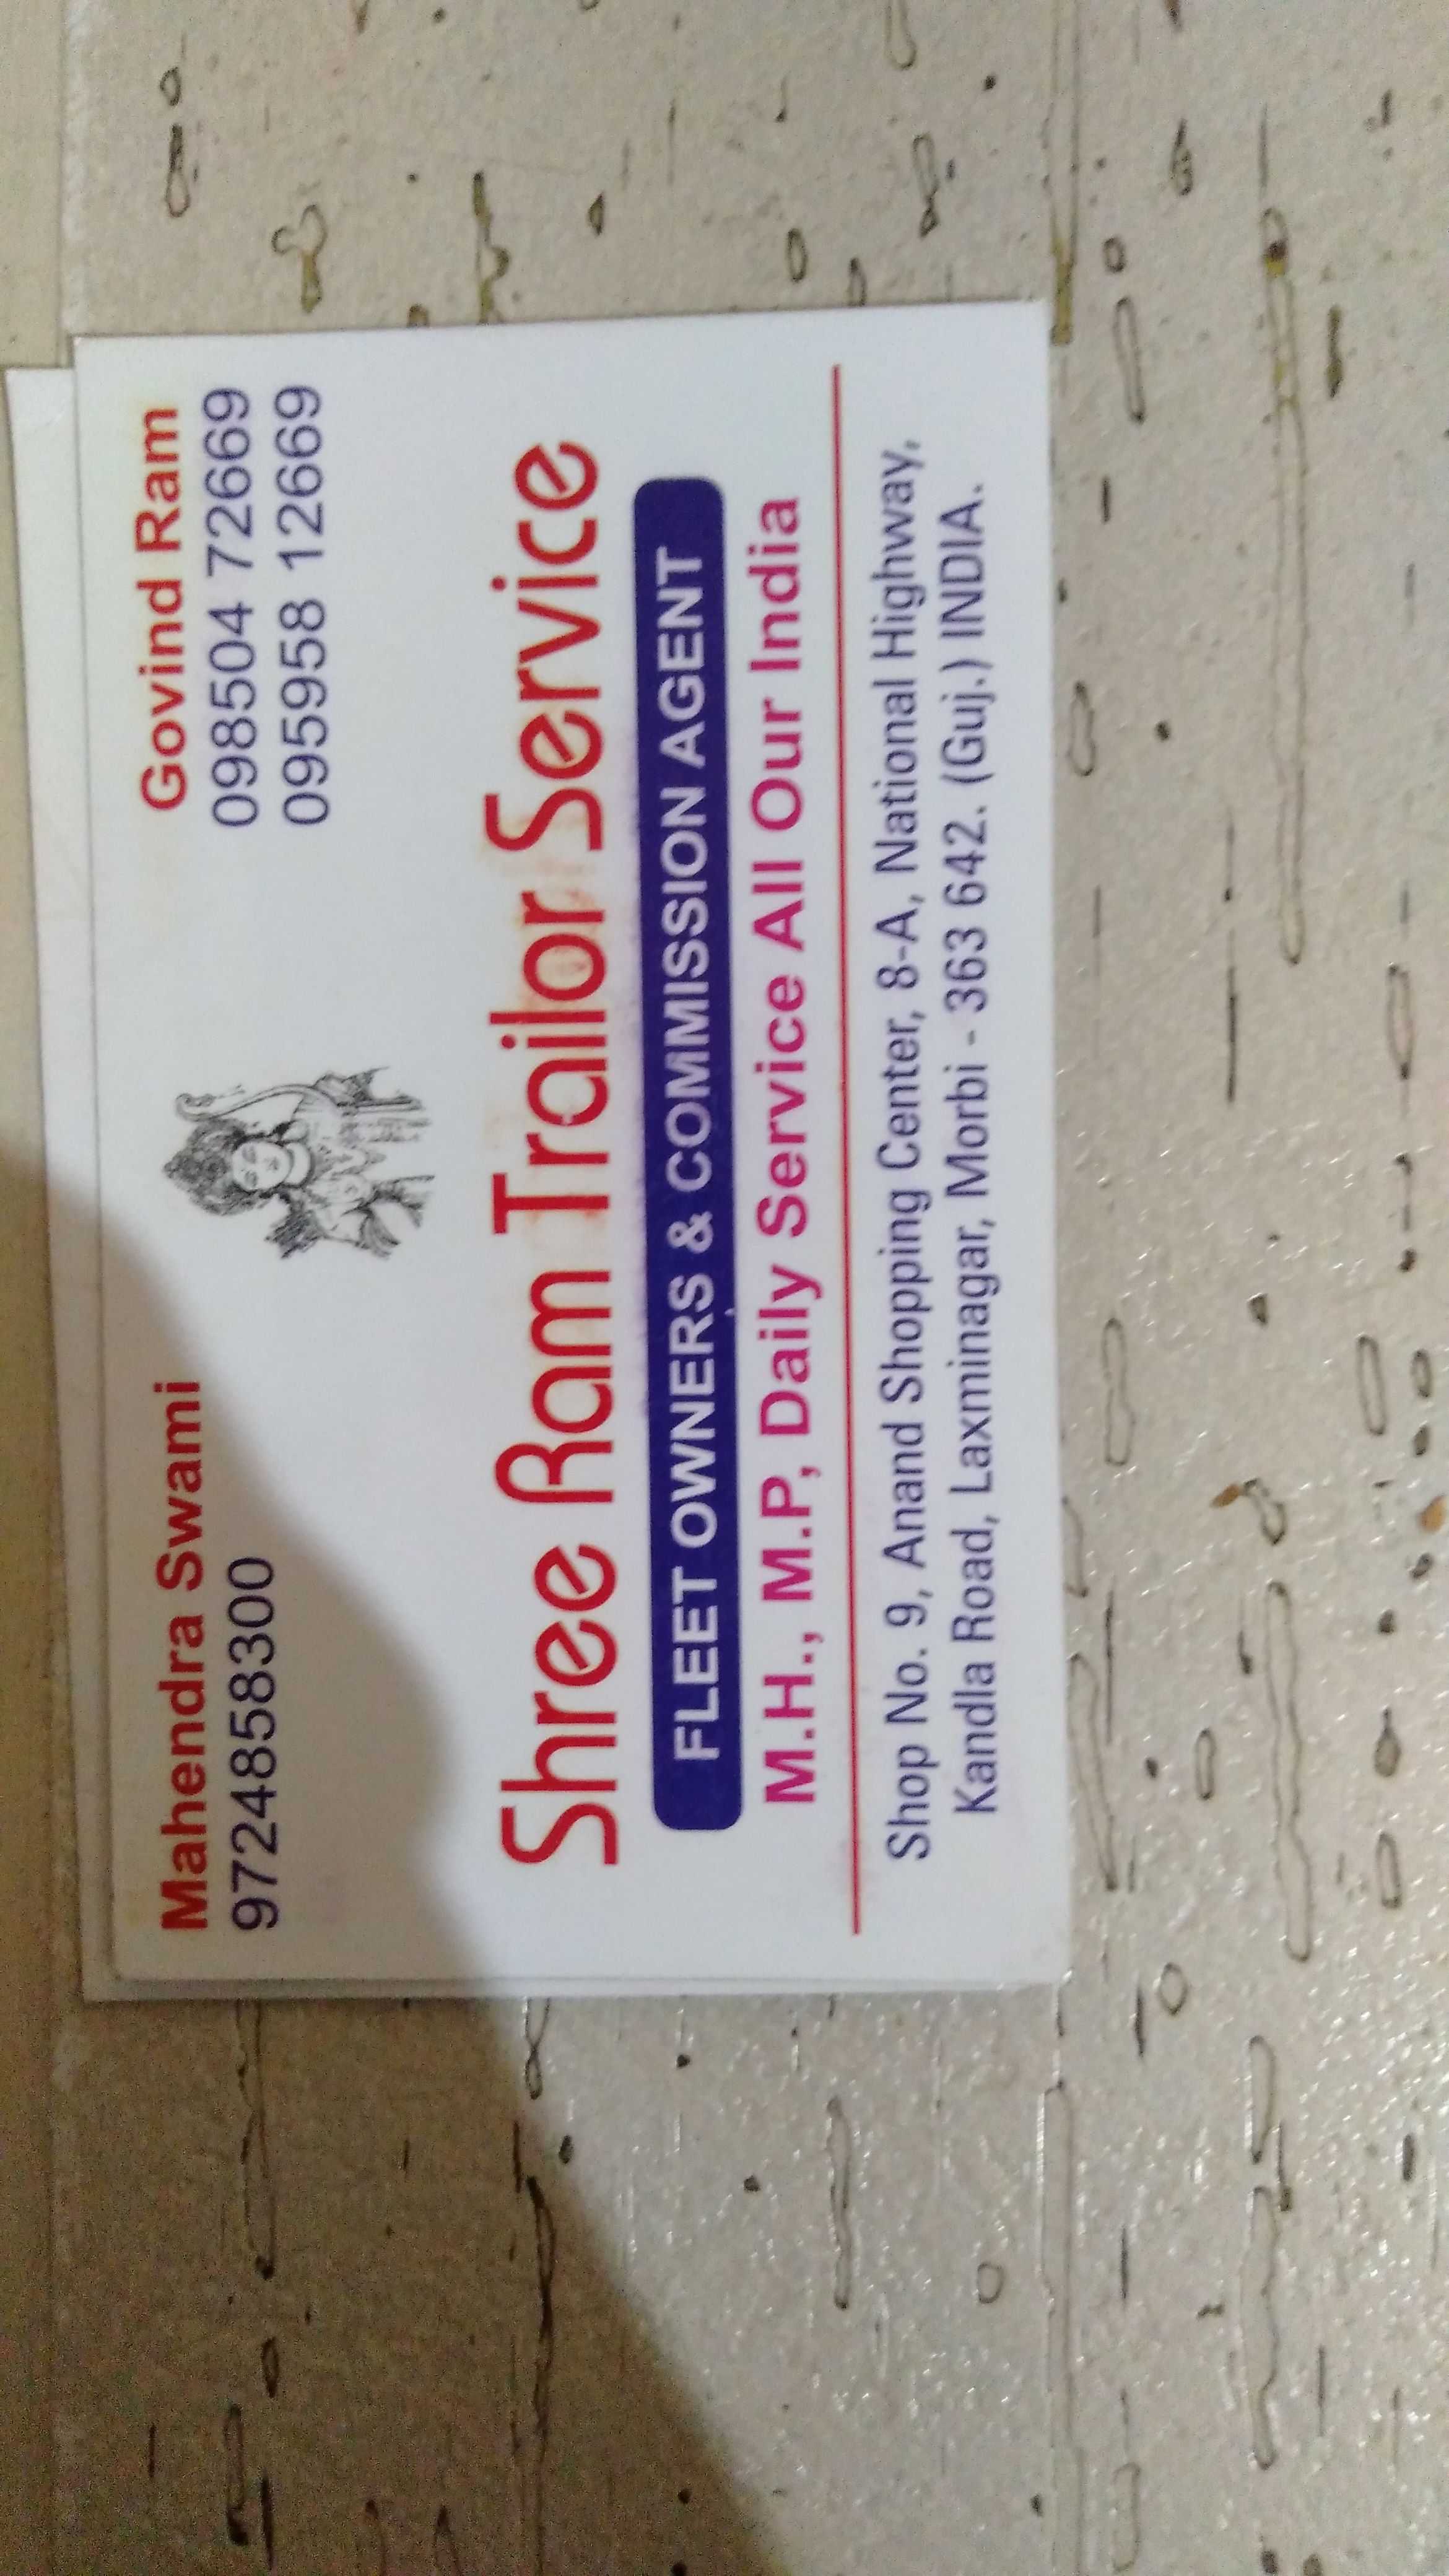 Mahendra Swami
9724858300
Govind Ram
098504 72669
095958 12669
Shree Ram Trailor Service
FLEET OWNERS & COMMISSION AGENT
M.H., M.P, Daily Service All Our India
Shop No. 9, Anand Shopping Center, 8-A, National Highway,
Kandla Road, Laxminagar, Morbi - 363 642. (Guj.) INDIA.